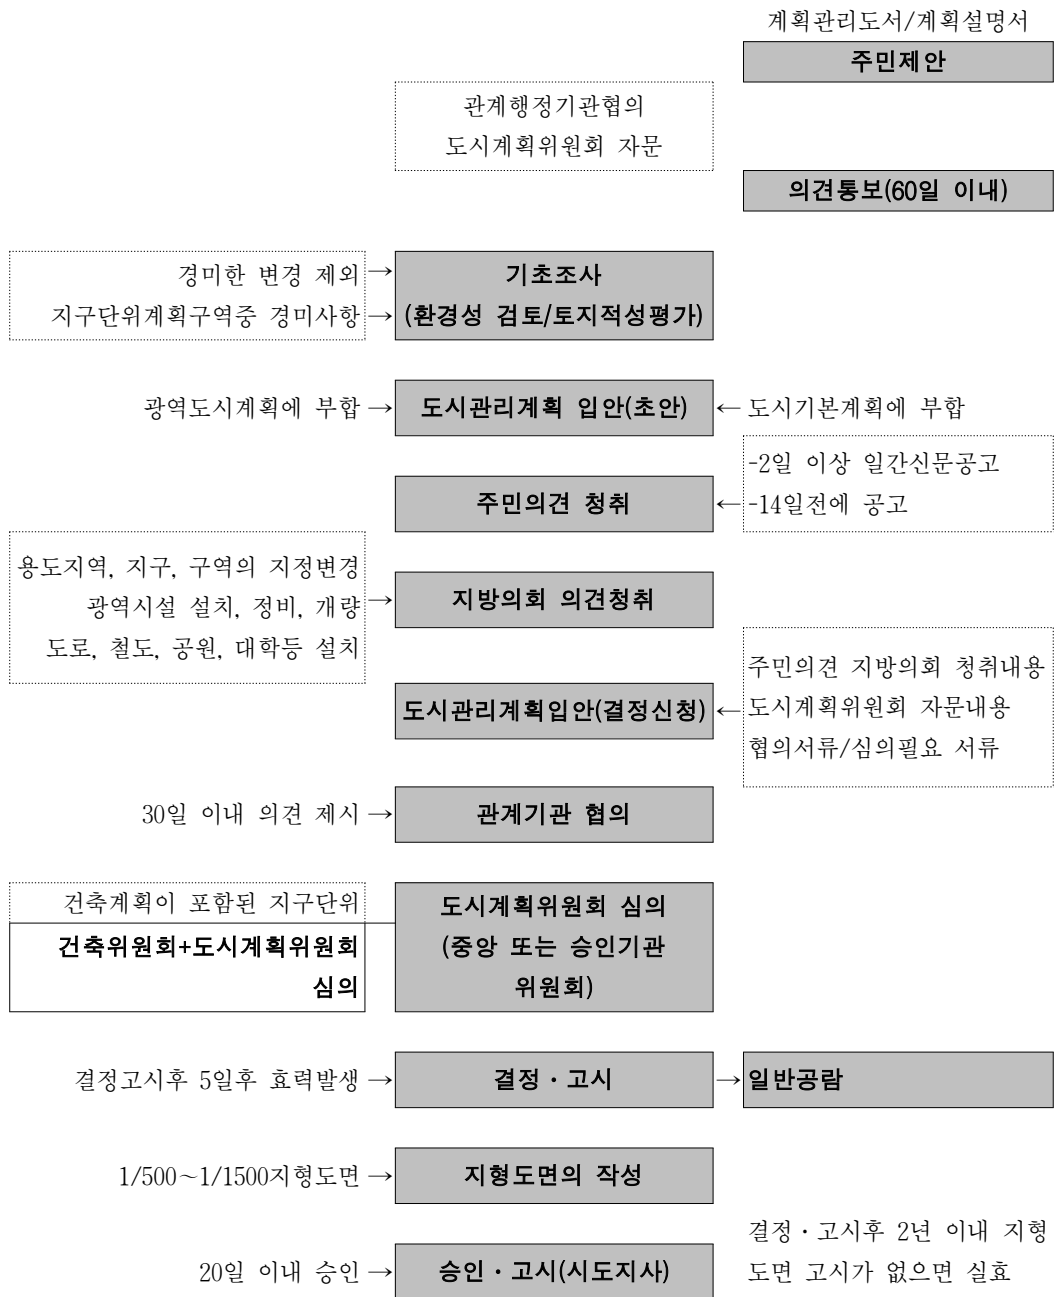 계획관리도서/계획설명서
주민제안
관계행정기관협의
도시계획위원회 자문
의견통보(60일 이내)
경미한 변경 제외
지구단위계획구역중 경미사항
→
→
기초조사
(환경성 검토/토지적성평가)
광역도시계획에 부합 → 도시관리계획 입안(초안) ← 도시기본계획에 부합
주민의견 청취
←
-2일 이상 일간신문공고
-14일전에 공고
용도지역, 지구, 구역의 지정변경
광역시설 설치, 정비, 개량
도로, 철도, 공원, 대학등 설치
→
지방의회 의견청취
도시관리계획입안(결정신청)
←
주민의견 지방의회 청취내용
도시계획위원회 자문내용
협의서류/심의필요 서류
30일 이내 의견 제시 → 관계기관 협의
건축계획이 포함된 지구단위
건축위원회+도시계획위원회
심의
도시계획위원회 심의
(중앙 또는 승인기관
위원회)
결정고시후 5일후 효력발생 → 결정·고시 → 일반공람
1/500~1/1500지형도면 → 지형도면의 작성
20일 이내 승인 → 승인·고시(시도지사)
결정·고시후 2년 이내 지형
도면 고시가 없으면 실효